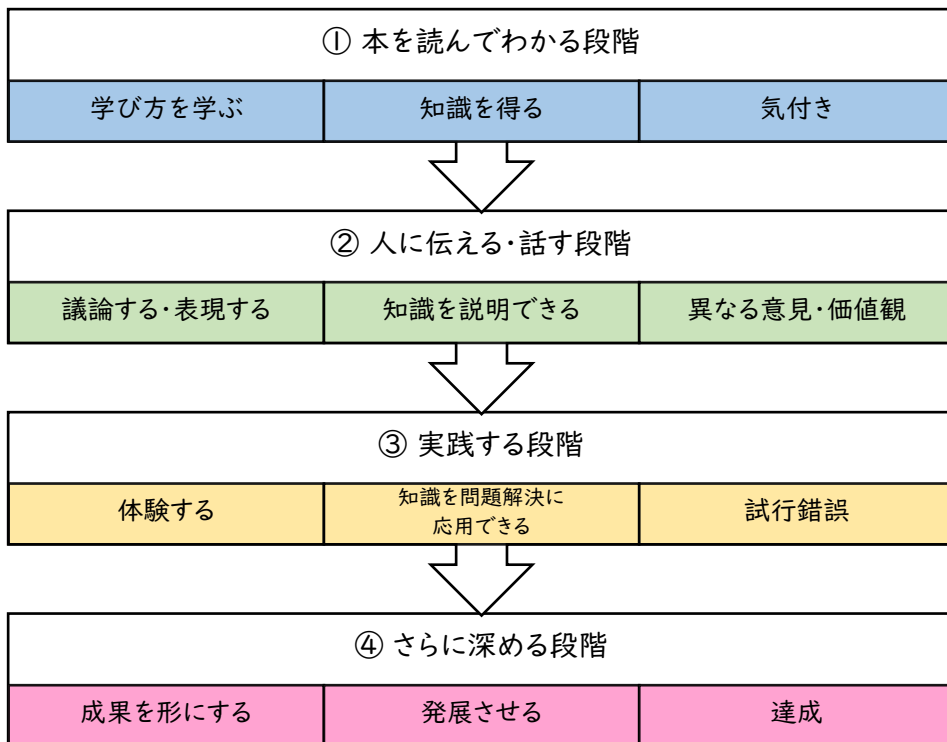 ① 本を読んでわかる段階
学び方を学ぶ
知識を得る
気付き
② 人に伝える・話す段階
議論する・表現する
知識を説明できる
異なる意見・価値観
③ 実践する段階
体験する
知識を問題解決に
応用できる
試行錯誤
④ さらに深める段階
成果を形にする
発展させる
達成